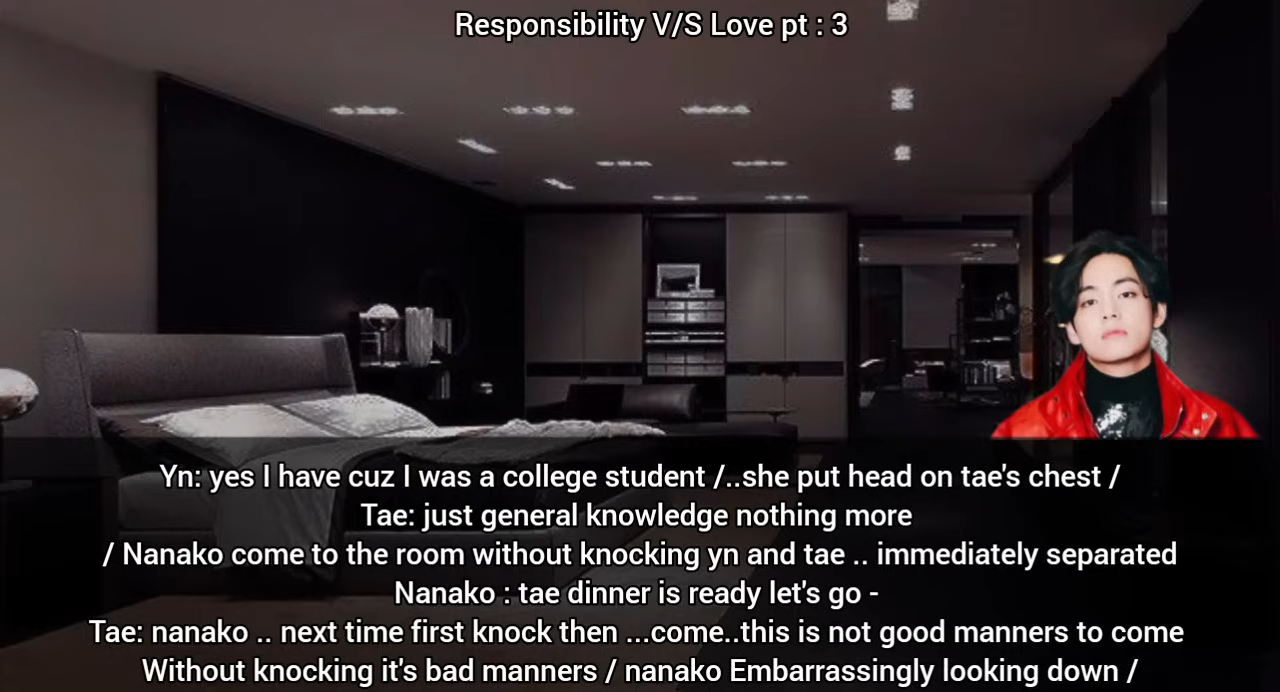 Responsibility V/S Love pt : 3
Yn: yes I have cuz I was a college student /..she put head on tae's chest /
Tae: just general knowledge nothing more
/ Nanako come to the room without knocking yn and tae .. immediately separated
Nanako : tae dinner is ready let's go -
Tae: nanako .. next time first knock then ...come..this is not good manners to come
Without knocking it's bad manners / nanako Embarrassingly looking down /